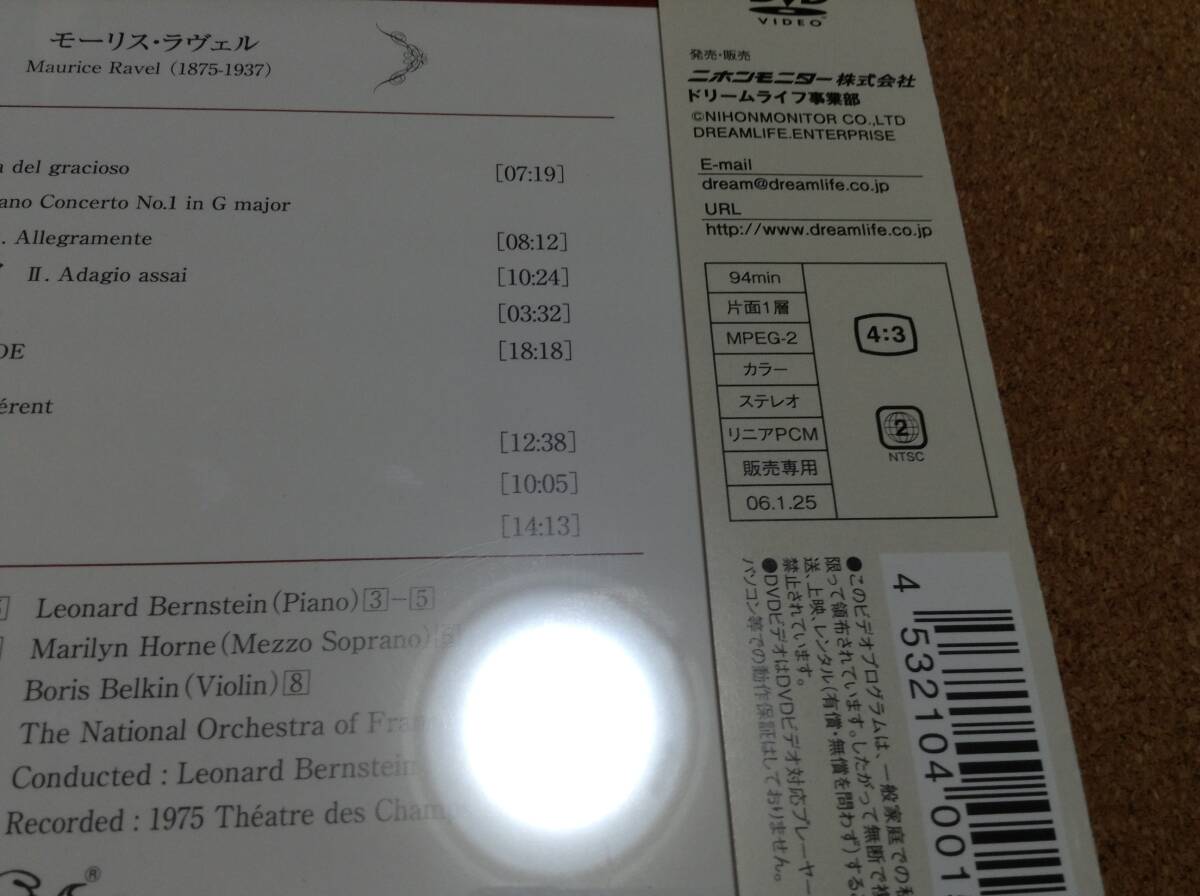 モーリス・ラヴェル
Maurice Ravel (1875-1937)
del gracioso [07:19]
Concerto No.1 in G major
. Allegramente [08:12]
II. Adagio assai [10:24]
[03:32]
[18:18]
[12:38]
[10:05]
[14:13]
Leonard Bernstein (Piano) 3-5
Marilyn Horne (Mezzo Soprano)
Boris Belkin (Violin) 8
The National Orchestra of
Conducted : Leonard Bernstein
Recorded : 1975 Théatre des
®
DVD
VIDEO
発売・販売
ニホンモニター株式会社
ドリームライフ事業部
©NIHONMONITOR CO.,LTD
DREAMLIFE.ENTERPRISE
E-mail
dream@dreamlife.co.jp
URL
http://www.dreamlife.co.jp
94min
片面1層
MPEG-2
カラー
ステレオ
リニアPCM
販売専用
06.1.25
4:3
2
NTSC
●このビデオプログラムは、一般家庭での私
限って領布されています。したがって無断で複
送、上映、レンタル(有償・無償を問わず)する
禁止されています。
●DVDビデオはDVDビデオ対応プレーヤー
パソコン等での動作保証はしておりません。
4 532104 001